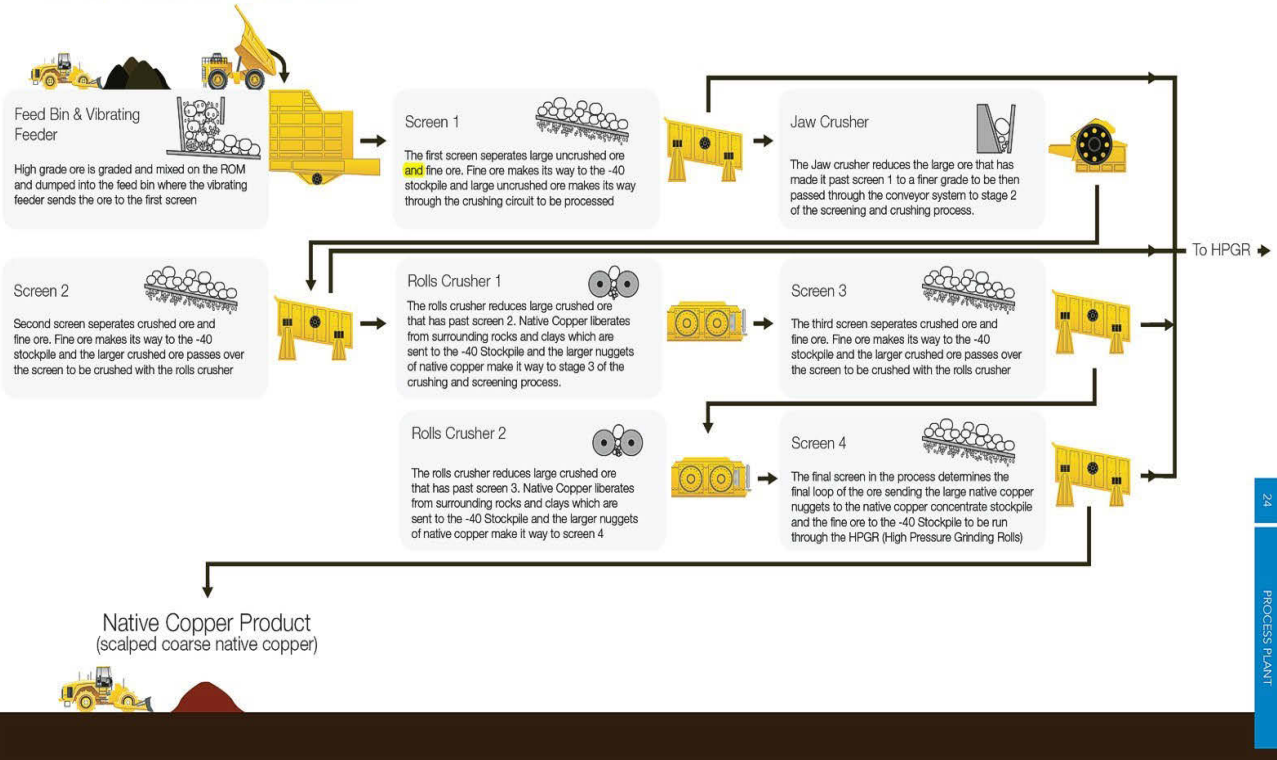 Feed Bin & Vibrating
Feeder
High grade ore is graded and mixed on the ROM
and dumped into the feed bin where the vibrating
feeder sends the ore to the first screen
Screen 1
The first screen seperates large uncrushed ore
and fine ore. Fine ore makes its way to the -40
stockpile and large uncrushed ore makes its way
through the crushing circuit to be processed
Jaw Crusher
The Jaw crusher reduces the large ore that has
made it past screen 1 to a finer grade to be then
passed through the conveyor system to stage 2
of the screening and crushing process.
To HPGR
Screen 2
Second screen seperates crushed ore and
fine ore. Fine ore makes its way to the -40
stockpile and the larger crushed ore passes over
the screen to be crushed with the rolls crusher
Rolls Crusher 1
The rolls crusher reduces large crushed ore
that has past screen 2. Native Copper liberates
from surrounding rocks and clays which are
sent to the -40 Stockpile and the larger nuggets
of native copper make it way to stage 3 of the
crushing and screening process.
Screen 3
The third screen seperates crushed ore and
fine ore. Fine ore makes its way to the -40
stockpile and the larger crushed ore passes over
the screen to be crushed with the rolls crusher
Rolls Crusher 2
The rolls crusher reduces large crushed ore
that has past screen 3. Native Copper liberates
from surrounding rocks and clays which are
sent to the -40 Stockpile and the larger nuggets
of native copper make it way to screen 4
Screen 4
The final screen in the process determines the
final loop of the ore sending the large native copper
nuggets to the native copper concentrate stockpile
and the fine ore to the -40 Stockpile to be run
through the HPGR (High Pressure Grinding Rolls)
Native Copper Product
(scalped coarse native copper)
24
PROCESS PLANT